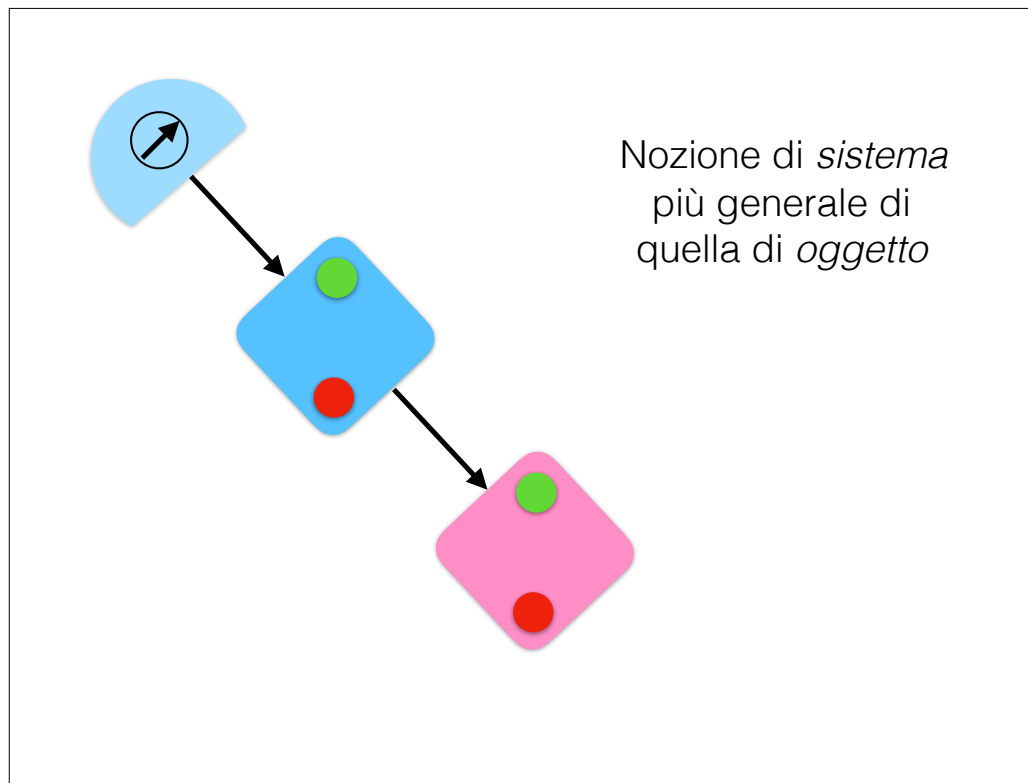 Nozione di sistema
più generale di
quella di oggetto